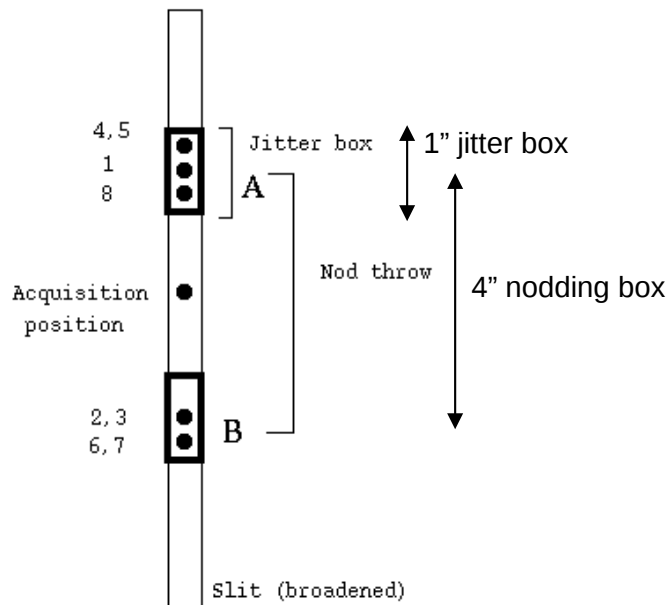 4,5
1
8
Jitter box
A
1” jitter box
Nod throw
4” nodding box
Acquisition
position
2,3
6,7
B
Slit (broadened)